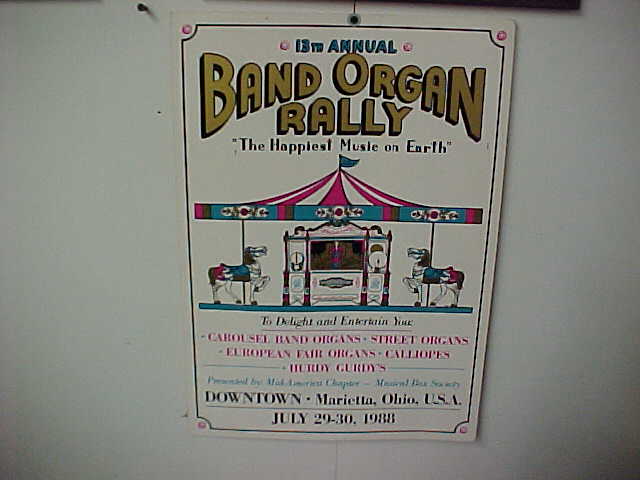 13TH ANNUAL
BAND ORGAN
RALLY
"The Happiest Music on Earth"
To Delight and Entertain You:
· CAROUSEL BAND ORGANS · STREET ORGANS
· EUROPEAN FAIR ORGANS · CALLIOPES
· HURDY GURDY'S
Presented by: Mid-America Chapter – Musical Box Society
DOWNTOWN · Marietta, Ohio, U.S.A.
JULY 29-30, 1988